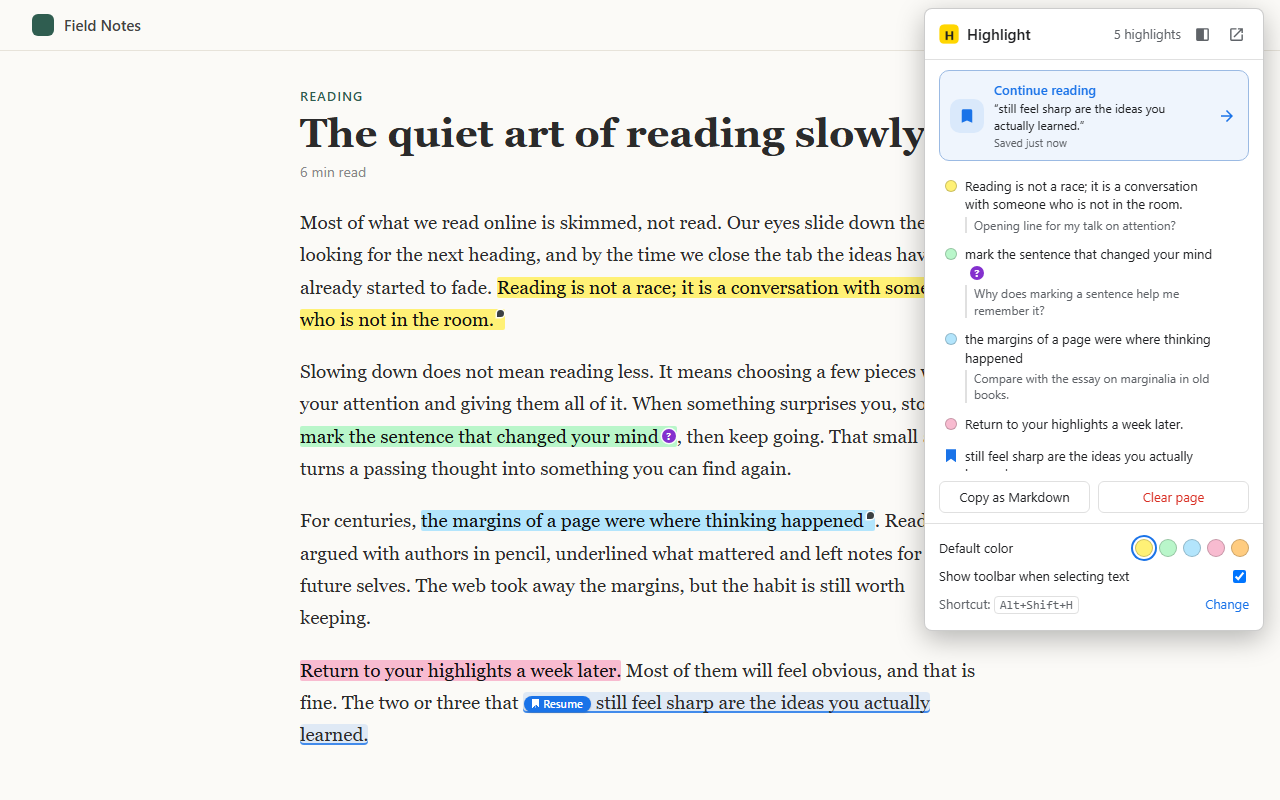 Field Notes
READING
The quiet art of reading slowly
6 min read
Most of what we read online is skimmed, not read. Our eyes slide down the
looking for the next heading, and by the time we close the tab the ideas
already started to fade. Reading is not a race; it is a conversation with
who is not in the room.
Slowing down does not mean reading less. It means choosing a few pieces
your attention and giving them all of it. When something surprises you,
mark the sentence that changed your mind ?, then keep going. That small
turns a passing thought into something you can find again.
For centuries, the margins of a page were where thinking happened.
argued with authors in pencil, underlined what mattered and left notes for
future selves. The web took away the margins, but the habit is still worth
keeping.
Return to your highlights a week later. Most of them will feel obvious, and that is
fine. The two or three that Resume still feel sharp are the ideas you actually
learned.
H Highlight 5 highlights
Continue reading
“still feel sharp are the ideas you
actually learned.”
Saved just now
Reading is not a race; it is a conversation
with someone who is not in the room.
Opening line for my talk on attention?
mark the sentence that changed your mind
?
Why does marking a sentence help me
remember it?
the margins of a page were where thinking
happened
Compare with the essay on marginalia in old
books.
Return to your highlights a week later.
still feel sharp are the ideas you actually
Copy as Markdown Clear page
Default color
Show toolbar when selecting text
Shortcut: Alt+Shift+H Change